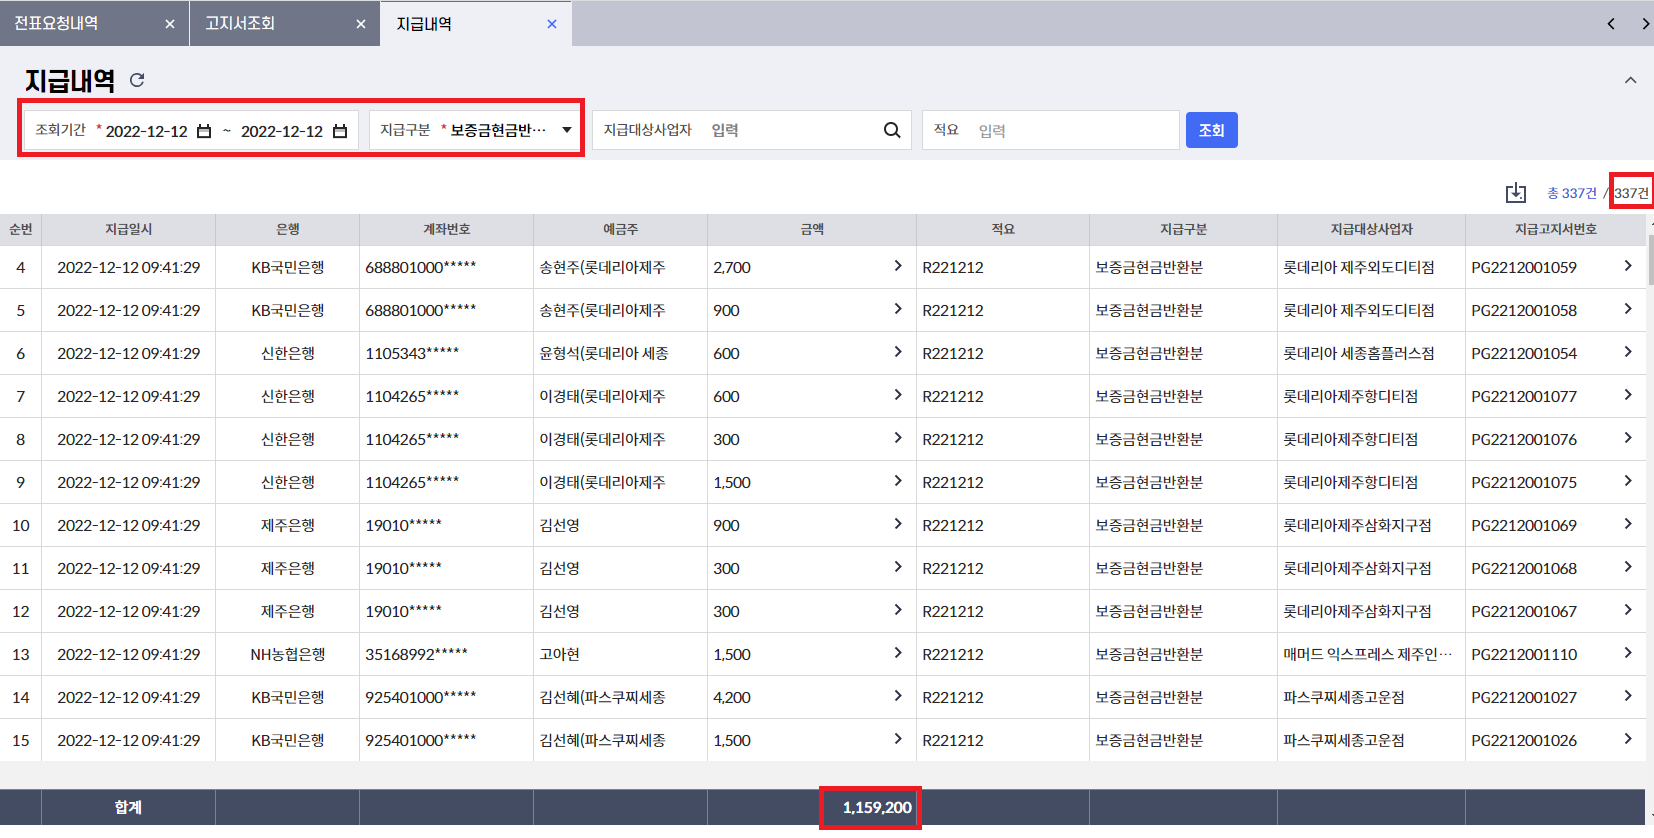 전표요청내역 × 고지서조회 × 지급내역 ×
지급내역
조회기간 * 2022-12-12 ~ 2022-12-12 지급구분 * 보증금현금반··· 지급대상사업자 입력 적요 입력 조회
총 337건 / 337건
순번 지급일시 은행 계좌번호 예금주 금액 적요 지급구분 지급대상사업자 지급고지서번호
4 2022-12-12 09:41:29 KB국민은행 688801000***** 송현주(롯데리아제주 2,700 R221212 보증금현금반환분 롯데리아 제주외도디티점 PG2212001059
5 2022-12-12 09:41:29 KB국민은행 688801000***** 송현주(롯데리아제주 900 R221212 보증금현금반환분 롯데리아 제주외도디티점 PG2212001058
6 2022-12-12 09:41:29 신한은행 1105343***** 윤형석(롯데리아 세종 600 R221212 보증금현금반환분 롯데리아 세종홈플러스점 PG2212001054
7 2022-12-12 09:41:29 신한은행 1104265***** 이경태(롯데리아제주 600 R221212 보증금현금반환분 롯데리아제주항디티점 PG2212001077
8 2022-12-12 09:41:29 신한은행 1104265***** 이경태(롯데리아제주 300 R221212 보증금현금반환분 롯데리아제주항디티점 PG2212001076
9 2022-12-12 09:41:29 신한은행 1104265***** 이경태(롯데리아제주 1,500 R221212 보증금현금반환분 롯데리아제주항디티점 PG2212001075
10 2022-12-12 09:41:29 제주은행 19010***** 김선영 900 R221212 보증금현금반환분 롯데리아제주삼화지구점 PG2212001069
11 2022-12-12 09:41:29 제주은행 19010***** 김선영 300 R221212 보증금현금반환분 롯데리아제주삼화지구점 PG2212001068
12 2022-12-12 09:41:29 제주은행 19010***** 김선영 300 R221212 보증금현금반환분 롯데리아제주삼화지구점 PG2212001067
13 2022-12-12 09:41:29 NH농협은행 35168992***** 고아현 1,500 R221212 보증금현금반환분 매머드 익스프레스 제주인··· PG2212001110
14 2022-12-12 09:41:29 KB국민은행 925401000***** 김선혜(파스쿠찌세종 4,200 R221212 보증금현금반환분 파스쿠찌세종고운점 PG2212001027
15 2022-12-12 09:41:29 KB국민은행 925401000***** 김선혜(파스쿠찌세종 1,500 R221212 보증금현금반환분 파스쿠찌세종고운점 PG2212001026
합계 1,159,200